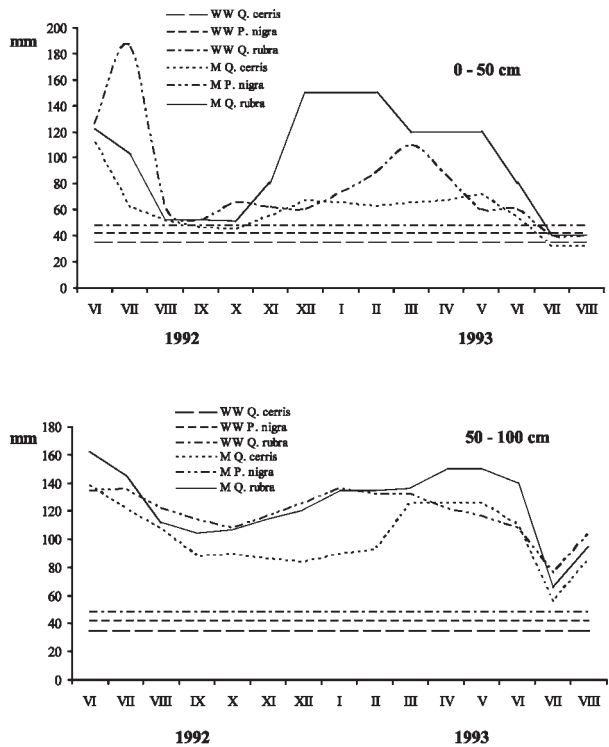 mm
WW Q. cerris
WW P. nigra
WW Q. rubra
M Q. cerris
M P. nigra
M Q. rubra
0 - 50 cm
200
180
160
140
120
100
80
60
40
20
0
VI VII VIII IX X XI XII I II III IV V VI VII VIII
1992 1993
mm
WW Q. cerris
WW P. nigra
WW Q. rubra
M Q. cerris
M P. nigra
M Q. rubra
50 - 100 cm
180
160
140
120
100
80
60
40
20
0
VI VII VIII IX X XI XII I II III IV V VI VII VIII
1992 1993